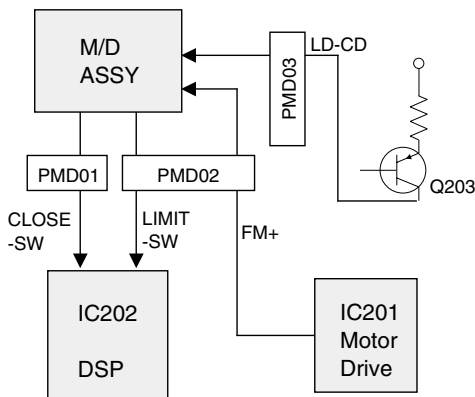 M/D
ASSY
LD-CD
PMD03
Q203
PMD01
PMD02
CLOSE
-SW
LIMIT
-SW
FM+
IC202
DSP
IC201
Motor
Drive